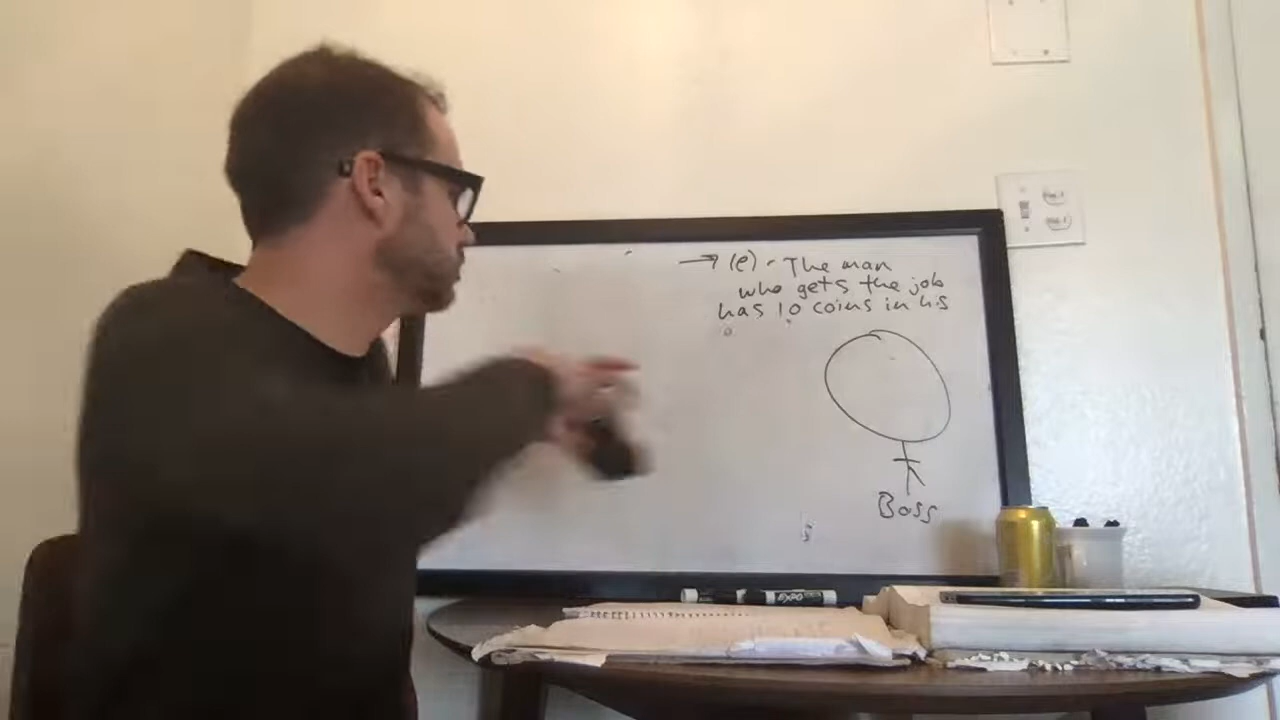 → (e) - The man
who gets the job
has 10 coins in his
Boss
EXPO